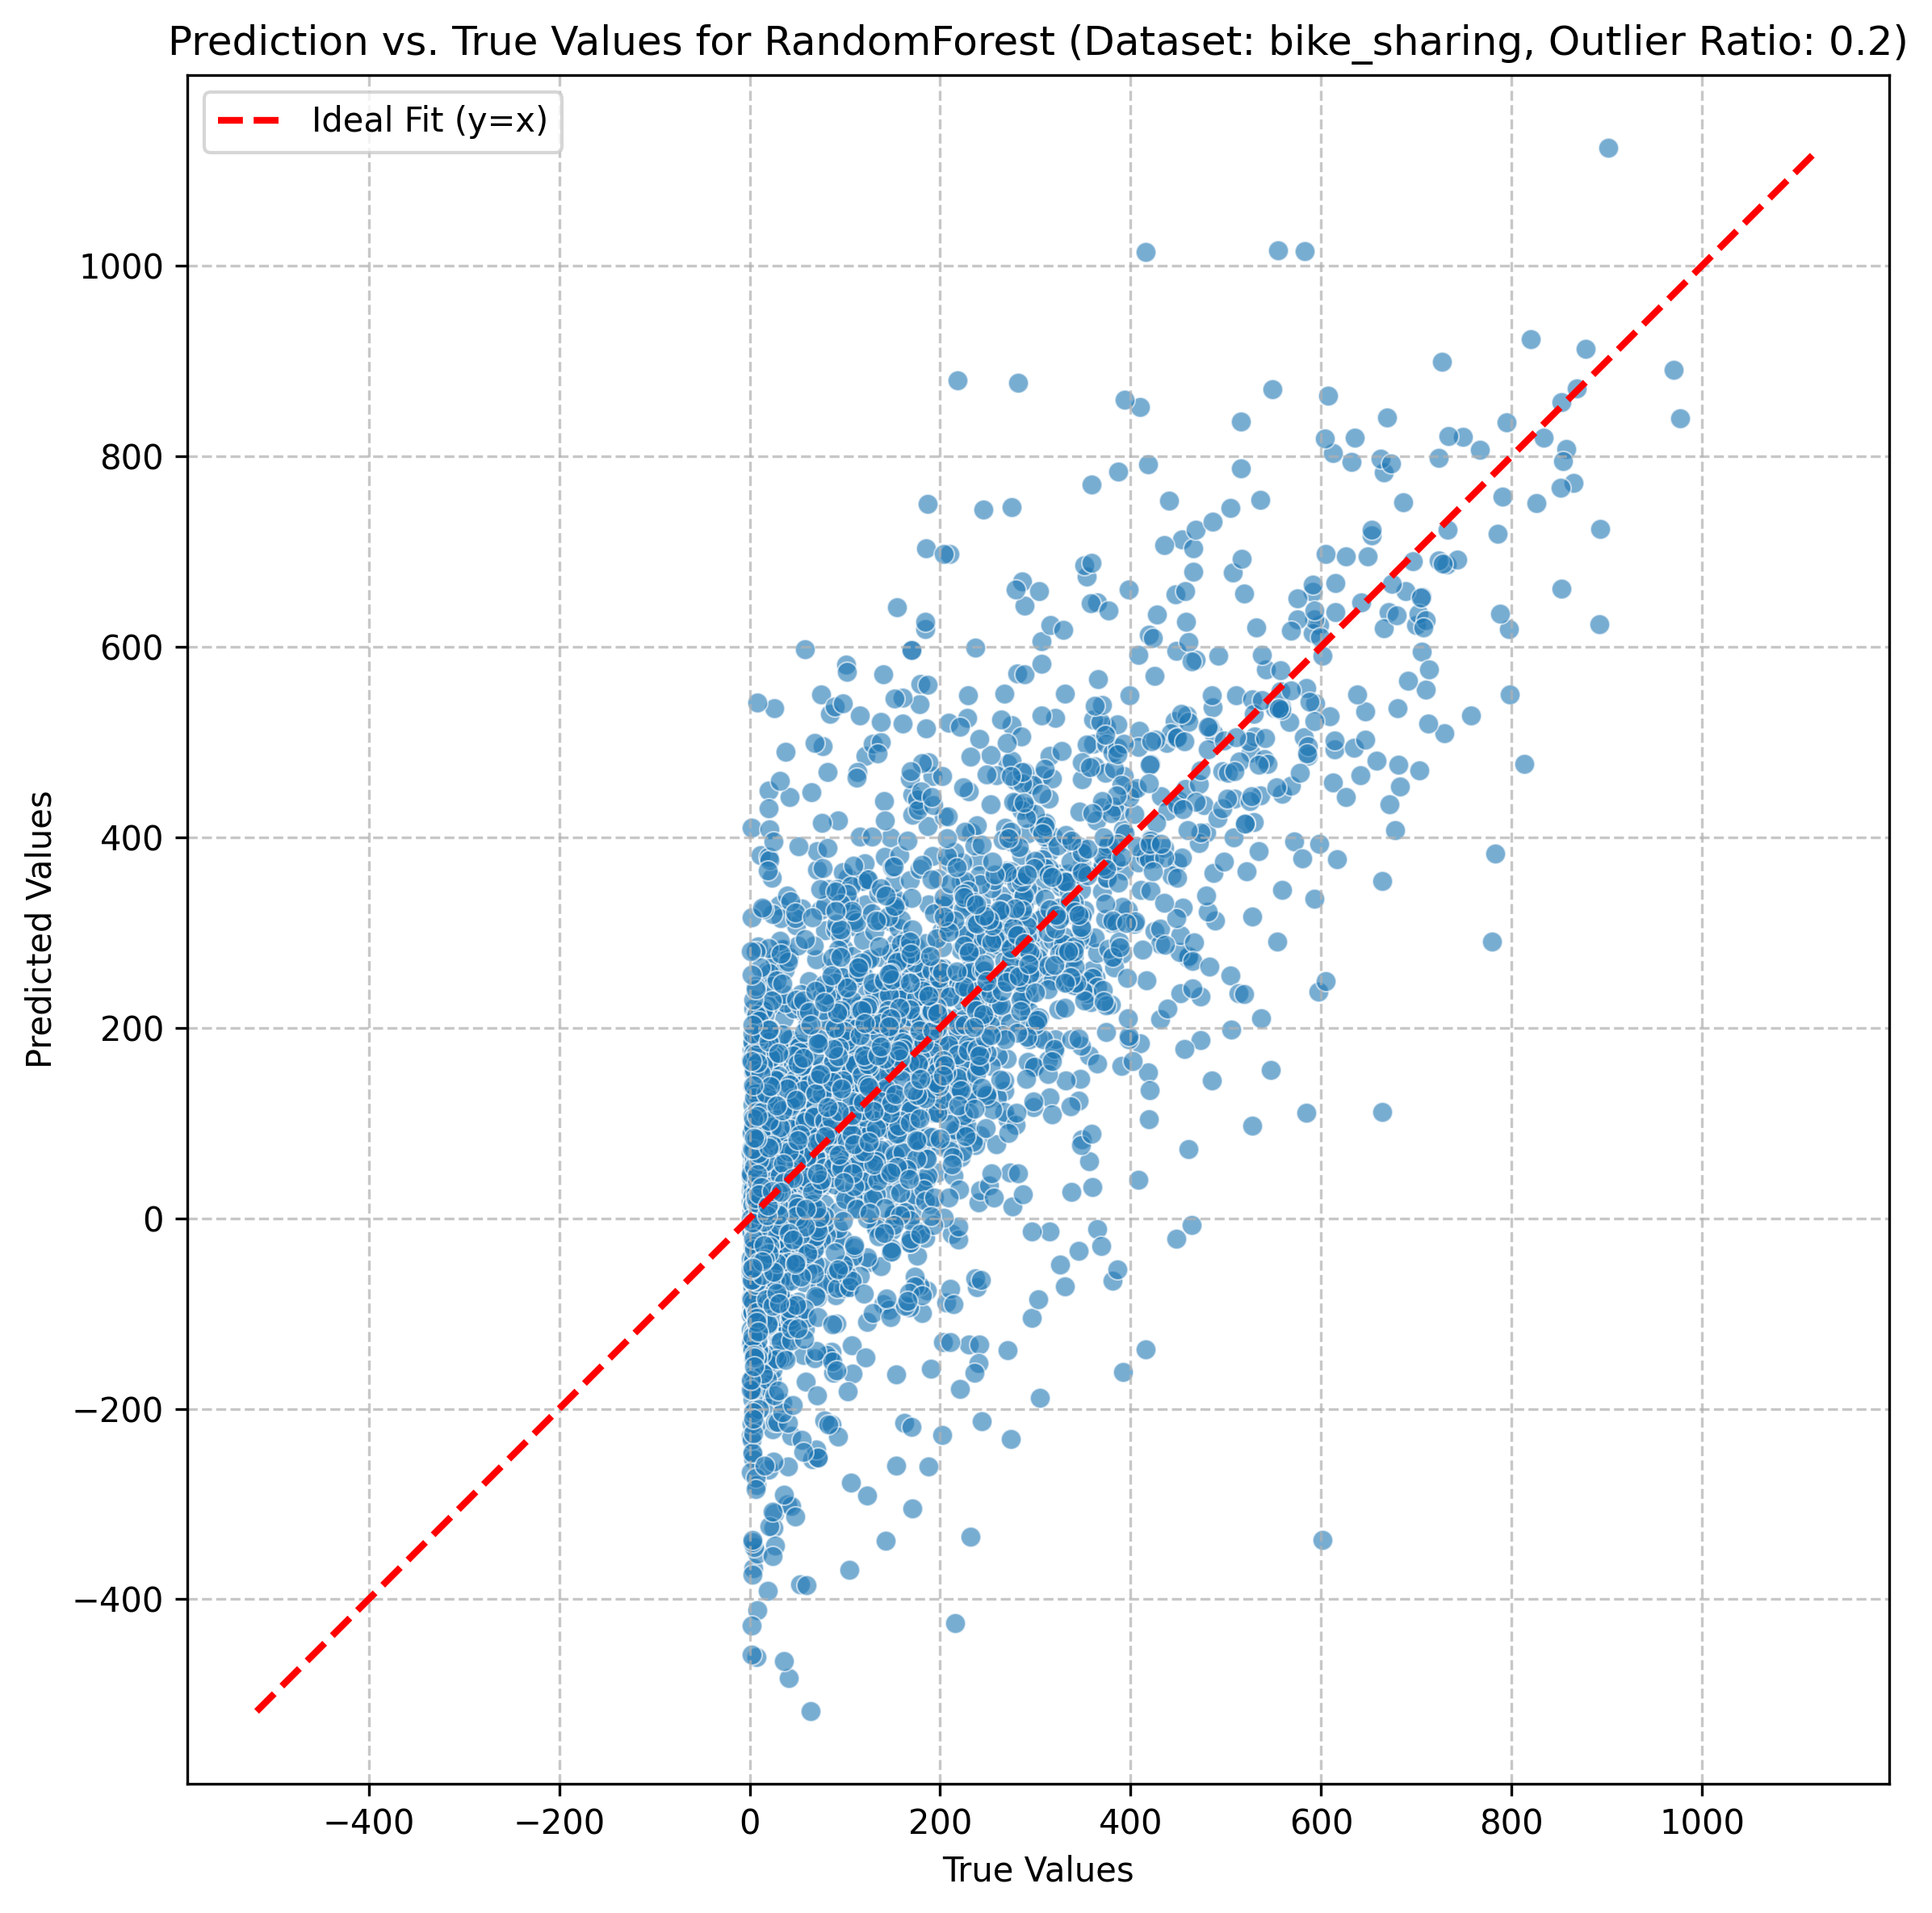 Prediction vs. True Values for RandomForest (Dataset: bike_sharing, Outlier Ratio: 0.2)
Ideal Fit (y=x)
1000
800
600
400
200
0
−200
−400
Predicted Values
−400 −200 0 200 400 600 800 1000
True Values